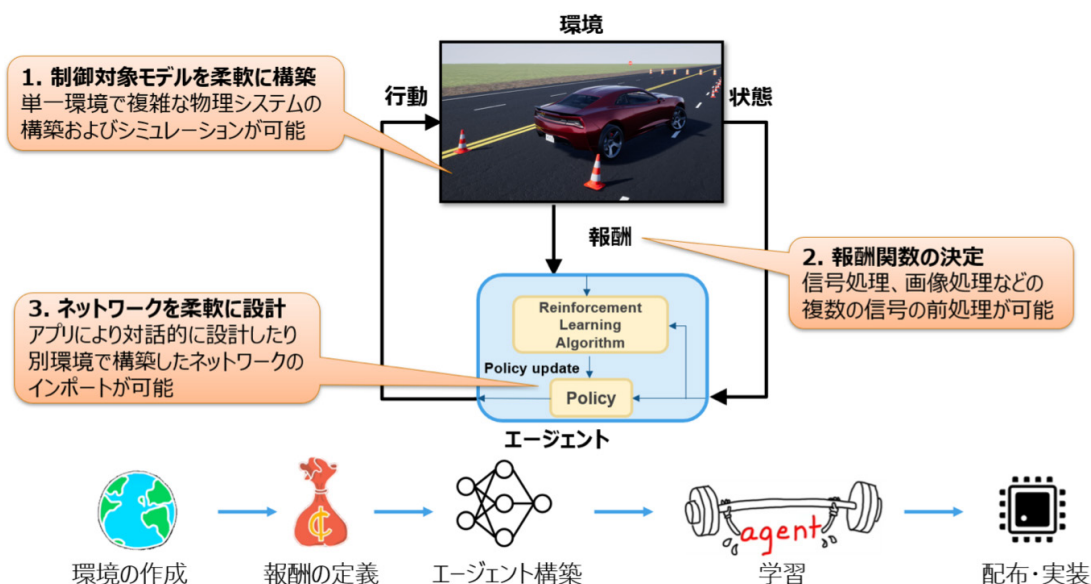 環境
1. 制御対象モデルを柔軟に構築
単一環境で複雑な物理システムの
構築およびシミュレーションが可能
行動
状態
報酬
2. 報酬関数の決定
信号処理、画像処理などの
複数の信号の前処理が可能
3. ネットワークを柔軟に設計
アプリにより対話的に設計したり
別環境で構築したネットワークの
インポートが可能
Reinforcement
Learning
Algorithm
Policy update
Policy
エージェント
agent
環境の作成
報酬の定義
エージェント構築
学習
配布・実装